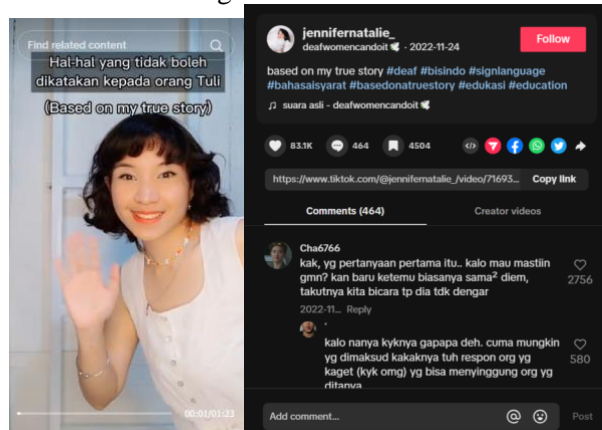 Find related content
Hal-hal yang tidak boleh
dikatakan kepada orang Tuli
(Based on my true story)
00:01/01:23
jennifernatalie_
deafwomencandoit🕊 · 2022-11-24
Follow
based on my true story #deaf #bisindo #signlanguage
#bahasaisyarat #basedonatruestory #edukasi #education
♫ suara asli - deafwomencandoit🕊
83.1K 464 4504
https://www.tiktok.com/@jennifernatalie_/video/71693... Copy link
Comments (464) Creator videos
Cha6766
kak, yg pertanyaan pertama itu.. kalo mau mastiin
gmn? kan baru ketemu biasanya sama² diem,
takutnya kita bicara tp dia tdk dengar
2756
2022-11... Reply
kalo nanya kyknya gapapa deh. cuma mungkin
yg dimaksud kakaknya tuh respon org yg
kaget (kyk omg) yg bisa menyinggung org yg
ditanya
580
Add comment... Post